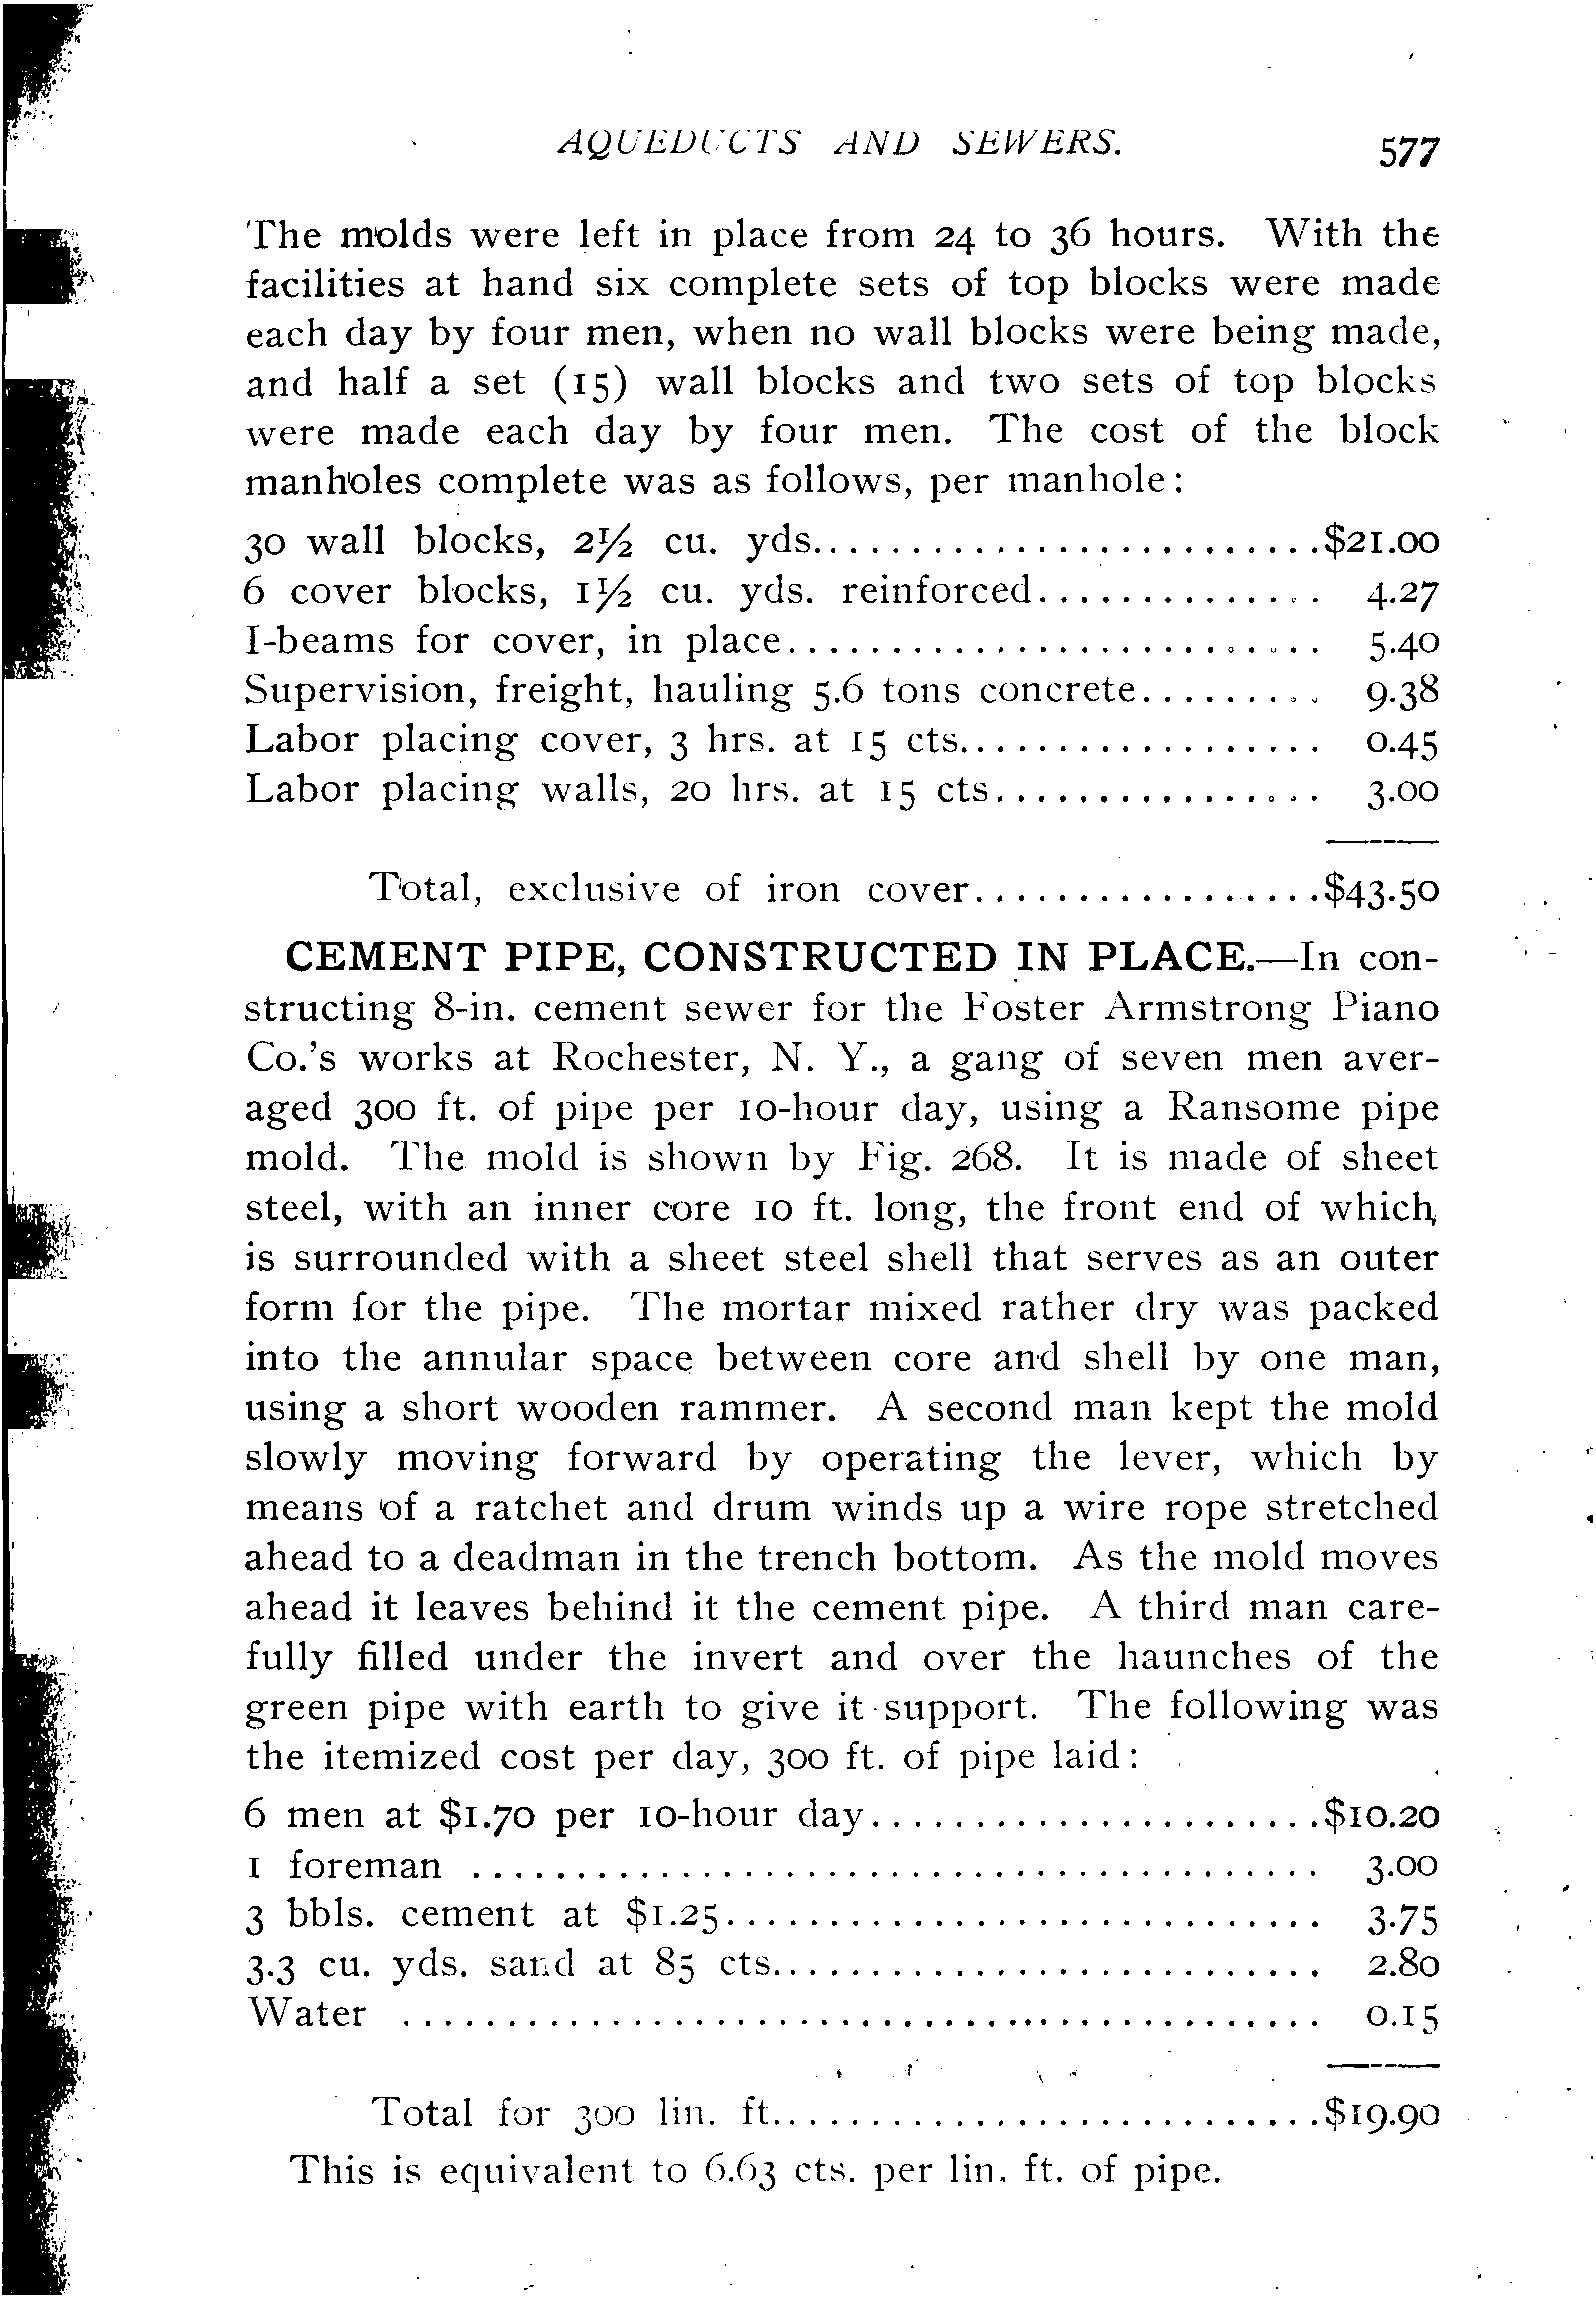 AQUEDUCTS AND SEWERS. 577
The molds were left in place from 24 to 36 hours. With the
facilities at hand six complete sets of top blocks were made
each day by four men, when no wall blocks were being made,
and half a set (15) wall blocks and two sets of top blocks
were made each day by four men. The cost of the block
manholes complete was as follows, per manhole:
30 wall blocks, 2½ cu. yds.........................$21.00
6 cover blocks, 1½ cu. yds. reinforced.............. 4.27
I-beams for cover, in place......................... 5.40
Supervision, freight, hauling 5.6 tons concrete......... 9.38
Labor placing cover, 3 hrs. at 15 cts.................. 0.45
Labor placing walls, 20 hrs. at 15 cts................ 3.00
Total, exclusive of iron cover.................$43.50
CEMENT PIPE, CONSTRUCTED IN PLACE.—In con-
structing 8-in. cement sewer for the Foster Armstrong Piano
Co.'s works at Rochester, N. Y., a gang of seven men aver-
aged 300 ft. of pipe per 10-hour day, using a Ransome pipe
mold. The mold is shown by Fig. 268. It is made of sheet
steel, with an inner core 10 ft. long, the front end of which
is surrounded with a sheet steel shell that serves as an outer
form for the pipe. The mortar mixed rather dry was packed
into the annular space between core and shell by one man,
using a short wooden rammer. A second man kept the mold
slowly moving forward by operating the lever, which by
means of a ratchet and drum winds up a wire rope stretched
ahead to a deadman in the trench bottom. As the mold moves
ahead it leaves behind it the cement pipe. A third man care-
fully filled under the invert and over the haunches of the
green pipe with earth to give it support. The following was
the itemized cost per day, 300 ft. of pipe laid:
6 men at $1.70 per 10-hour day......................$10.20
1 foreman ......................................... 3.00
3 bbls. cement at $1.25............................. 3.75
3.3 cu. yds. sand at 85 cts........................... 2.80
Water ............................................. 0.15
Total for 300 lin. ft...........................$19.90
This is equivalent to 6.63 cts. per lin. ft. of pipe.